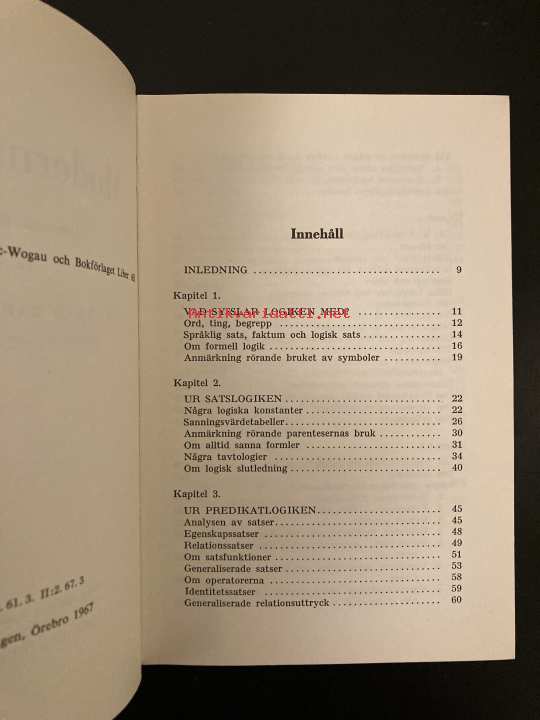 c-Wogau och Bokförlaget Liber
. 61. 3. II:2. 67. 3
gen, Örebro 1967
Innehåll
INLEDNING 9
Kapitel 1.
VAD SYSSLAR LOGIKEN MED? 11
Antikvariaatti.net
Ord, ting, begrepp 12
Språklig sats, faktum och logisk sats 14
Om formell logik 16
Anmärkning rörande bruket av symboler 19
Kapitel 2.
UR SATSLOGIKEN 22
Några logiska konstanter 22
Sanningsvärdetabeller 26
Anmärkning rörande parentesernas bruk 30
Om alltid sanna formler 31
Några tavtologier 34
Om logisk slutledning 40
Kapitel 3.
UR PREDIKATLOGIKEN 45
Analysen av satser 45
Egenskapssatser 48
Relationssatser 49
Om satsfunktioner 51
Generaliserade satser 53
Om operatorerna 58
Identitetssatser 59
Generaliserade relationsuttryck 60